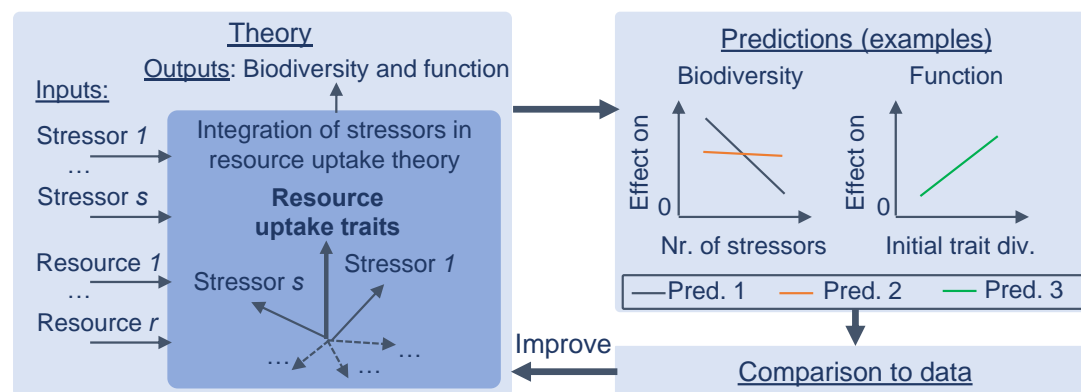 Theory
Outputs: Biodiversity and function
Inputs:
Stressor 1
…
Stressor s
Resource 1
…
Resource r
Integration of stressors in
resource uptake theory
Resource
uptake traits
Stressor 1
Stressor s
…
…
…
Predictions (examples)
Biodiversity
Effect on
0
Nr. of stressors
Function
Effect on
0
Initial trait div.
Pred. 1
Pred. 2
Pred. 3
Improve
Comparison to data